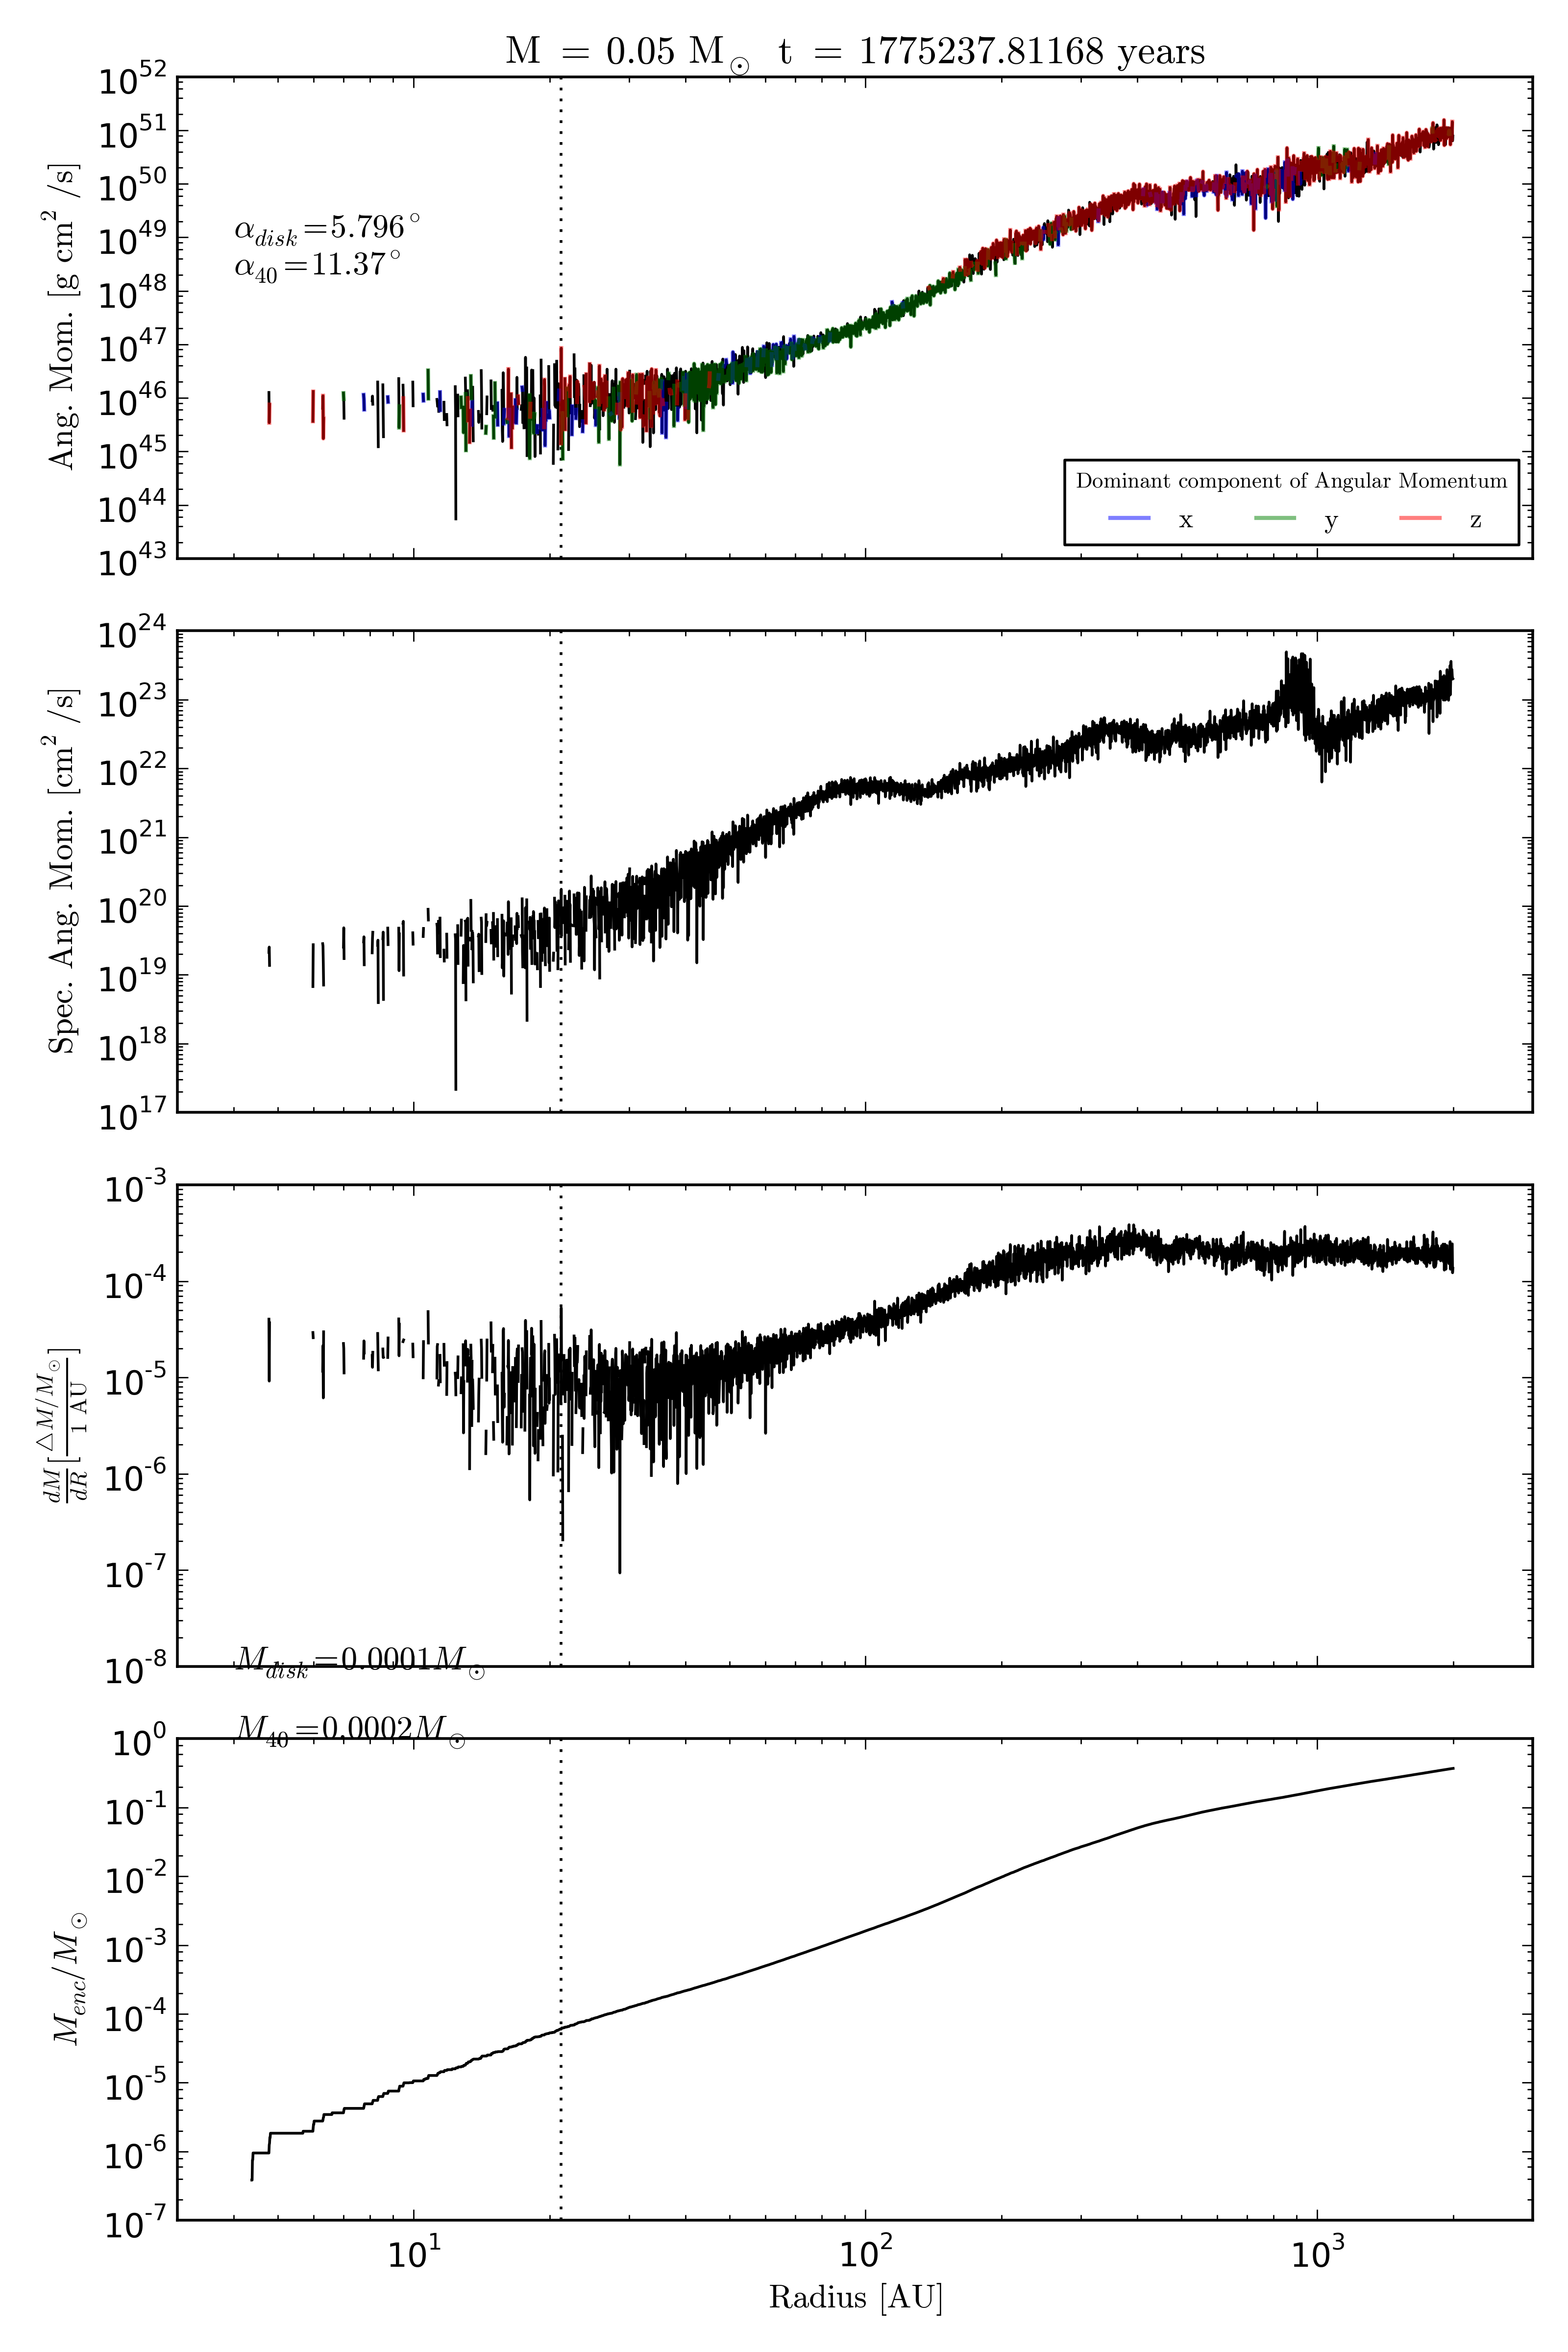 M = 0.05 M☉ t = 1775237.81168 years
10^52
10^51
10^50
10^49
10^48
10^47
10^46
10^45
10^44
10^43
Ang. Mom. [g cm^2 /s]
α_disk=5.796°
α_40=11.37°
Dominant component of Angular Momentum
x y z
10^24
10^23
10^22
10^21
10^20
10^19
10^18
10^17
Spec. Ang. Mom. [cm^2 /s]
10^-3
10^-4
10^-5
10^-6
10^-7
10^-8
dM/dR [△M/M☉ / 1 AU]
M_disk=0.0001M☉
M_40=0.0002M☉
10^0
10^-1
10^-2
10^-3
10^-4
10^-5
10^-6
10^-7
M_enc/M☉
10^1 10^2 10^3
Radius [AU]